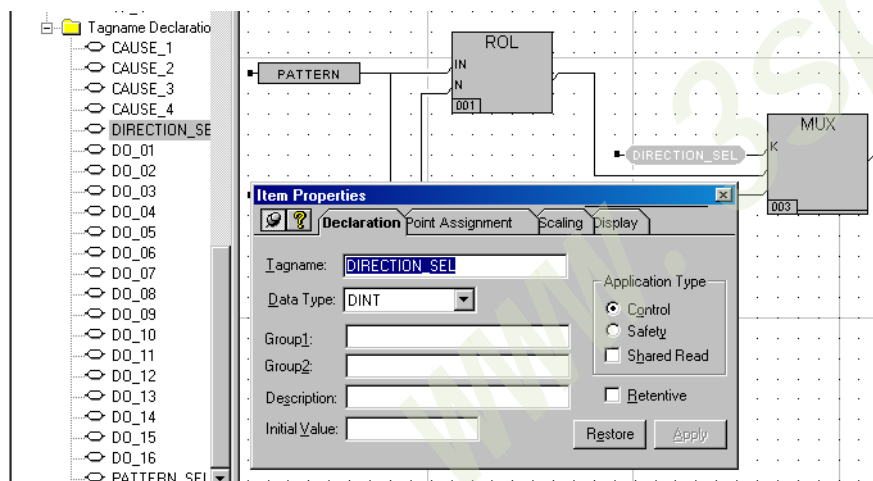 Tagname Declaratio
CAUSE_1
CAUSE_2
CAUSE_3
CAUSE_4
DIRECTION_SE
DO_01
DO_02
DO_03
DO_04
DO_05
DO_06
DO_07
DO_08
DO_09
DO_10
DO_11
DO_12
DO_13
DO_14
DO_15
DO_16
PATTERN_SEL
PATTERN
ROL
IN
N
001
DIRECTION_SEL
MUX
K
003
Item Properties
Declaration Point Assignment Scaling Display
Tagname: DIRECTION_SEL
Data Type: DINT
Group1:
Group2:
Description:
Initial Value:
Application Type
Control
Safety
Shared Read
Retentive
Restore Apply
www.